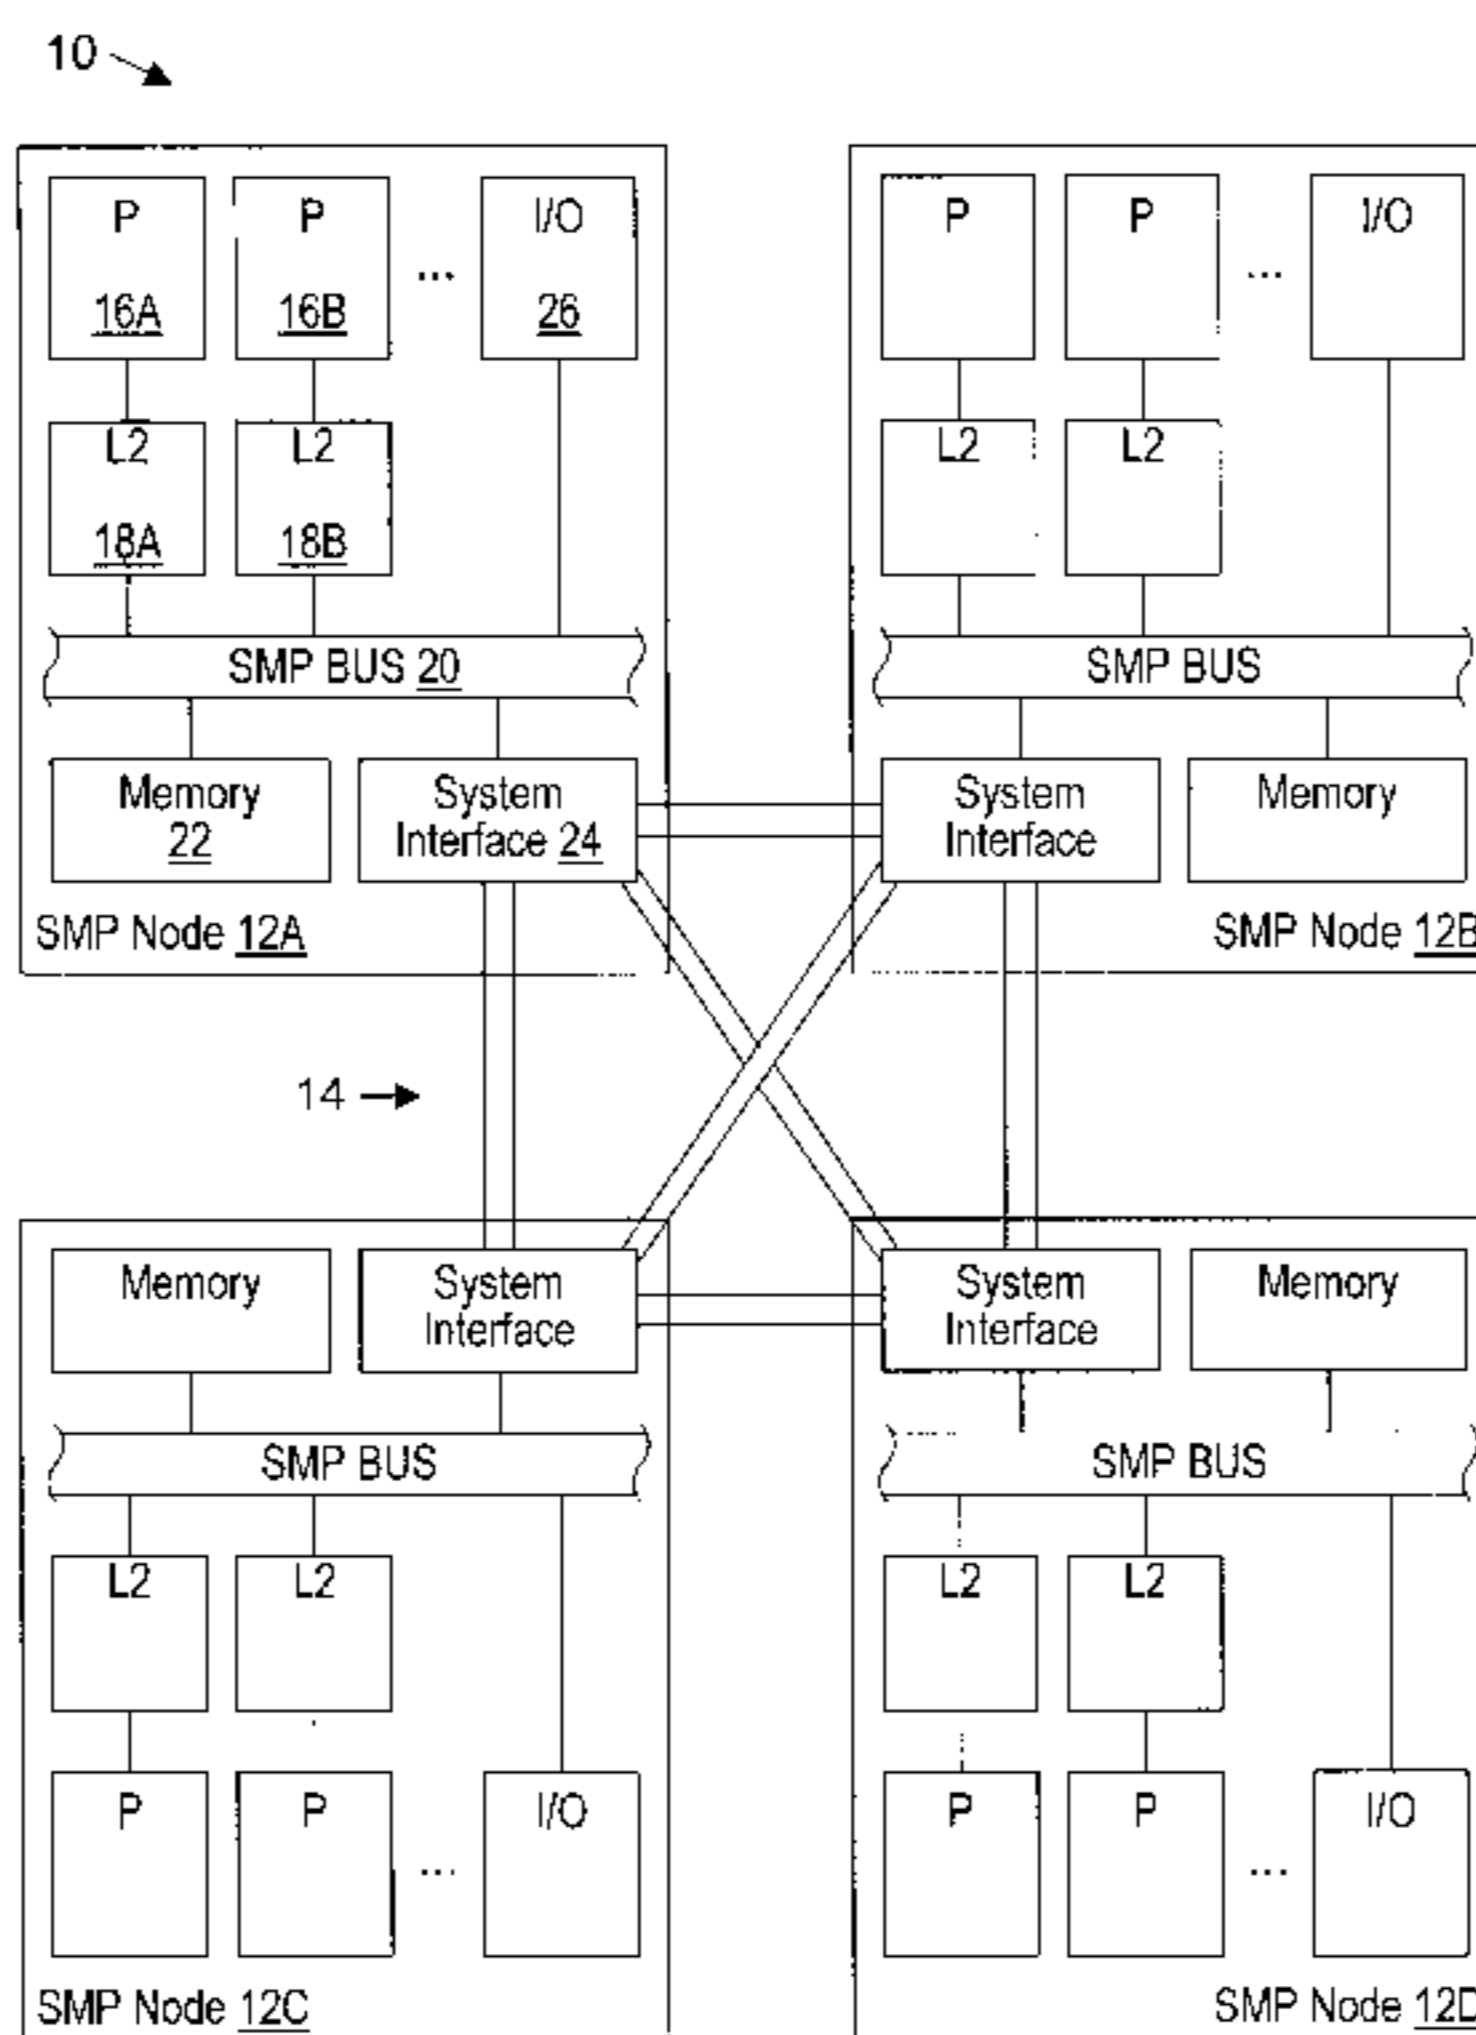 10
P P ... I/O
16A 16B 26
L2 L2
18A 18B
SMP BUS 20
Memory 22
System Interface 24
SMP Node 12A
P P ... I/O
L2 L2
SMP BUS
System Interface
Memory
SMP Node 12B
14
Memory
System Interface
SMP BUS
L2 L2
P P ... I/O
SMP Node 12C
System Interface
Memory
SMP BUS
L2 L2
P P ... I/O
SMP Node 12D